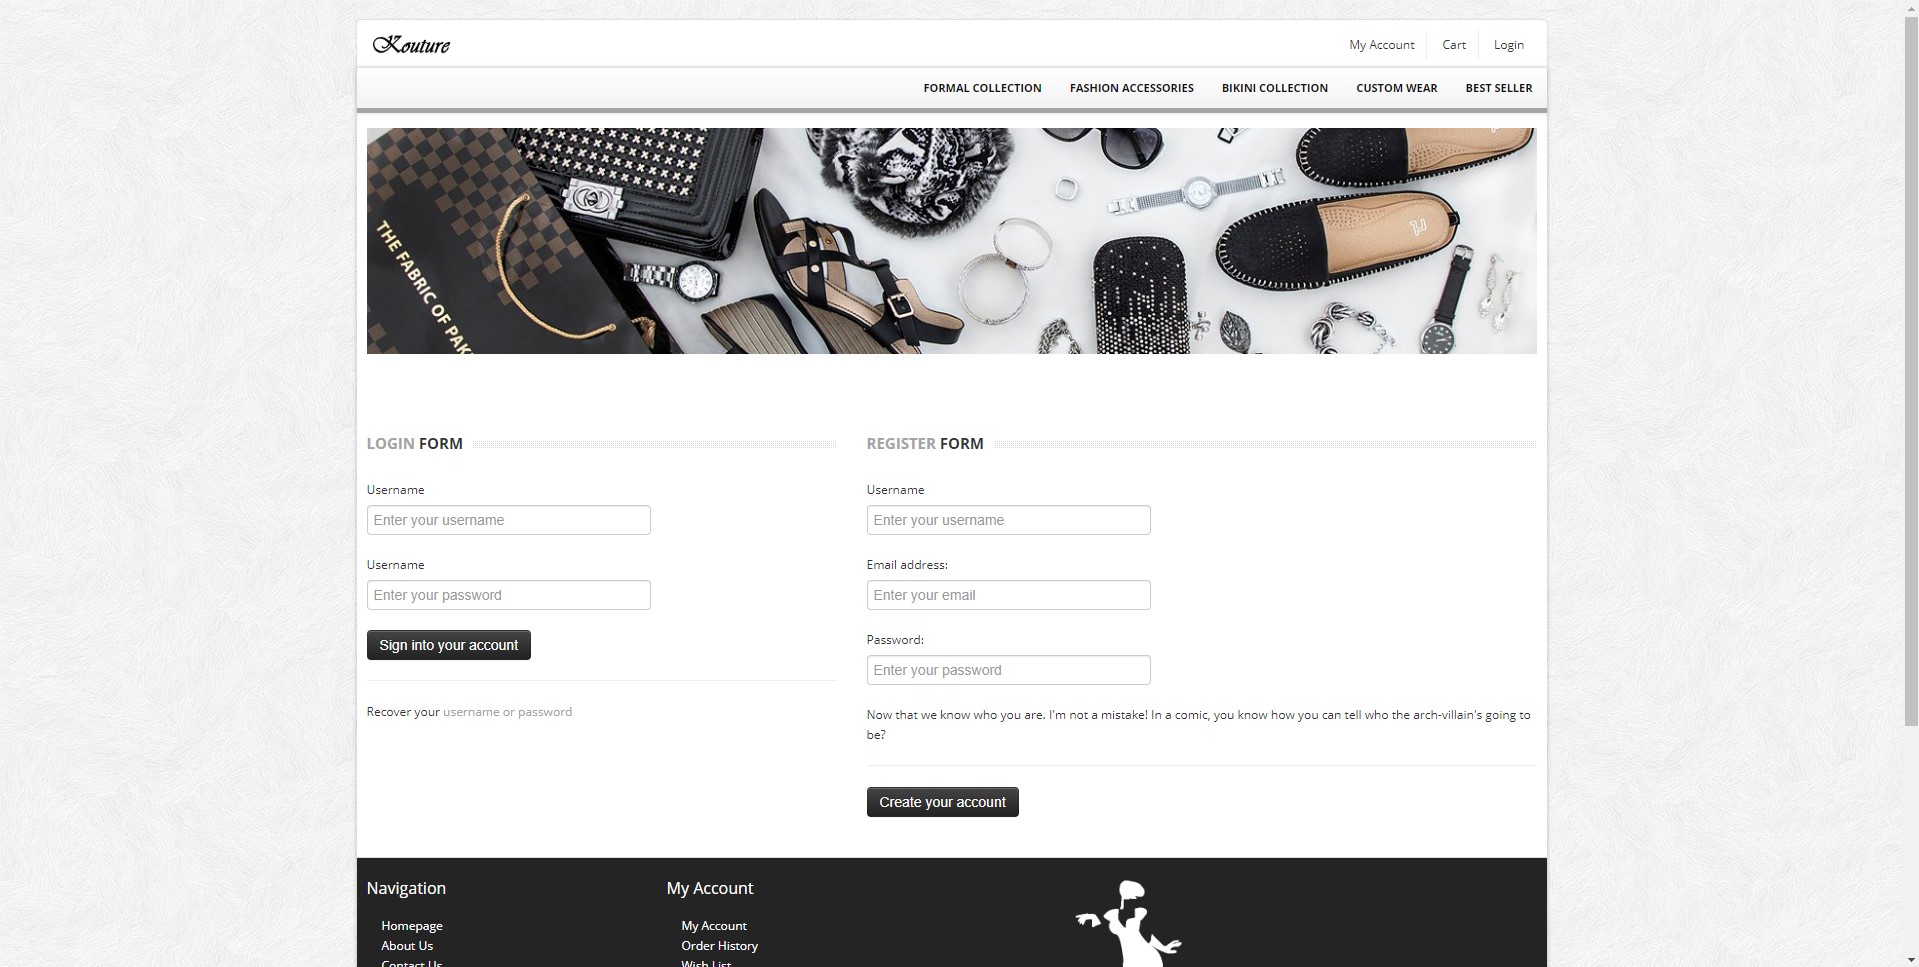 Kouture
My Account
Cart
Login
FORMAL COLLECTION
FASHION ACCESSORIES
BIKINI COLLECTION
CUSTOM WEAR
BEST SELLER
THE FABRIC OF PAK
LOGIN FORM
Username
Enter your username
Username
Enter your password
Sign into your account
Recover your username or password
REGISTER FORM
Username
Enter your username
Email address:
Enter your email
Password:
Enter your password
Now that we know who you are. I'm not a mistake! In a comic, you know how you can tell who the arch-villain's going to
be?
Create your account
Navigation
Homepage
About Us
Contact Us
My Account
My Account
Order History
Wish List